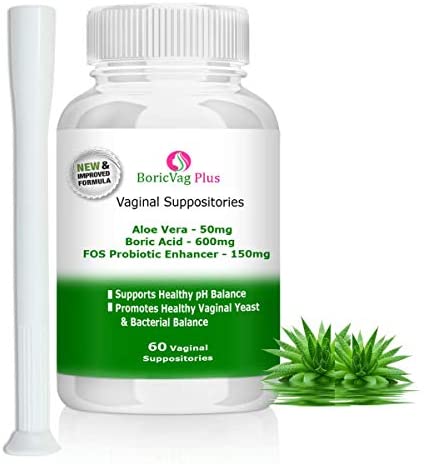 NEW &
IMPROVED
FORMULA
BoricVag Plus
Vaginal Suppositories
Aloe Vera - 50mg
Boric Acid - 600mg
FOS Probiotic Enhancer - 150mg
Supports Healthy pH Balance
Promotes Healthy Vaginal Yeast
& Bacterial Balance
60 Vaginal
Suppositories